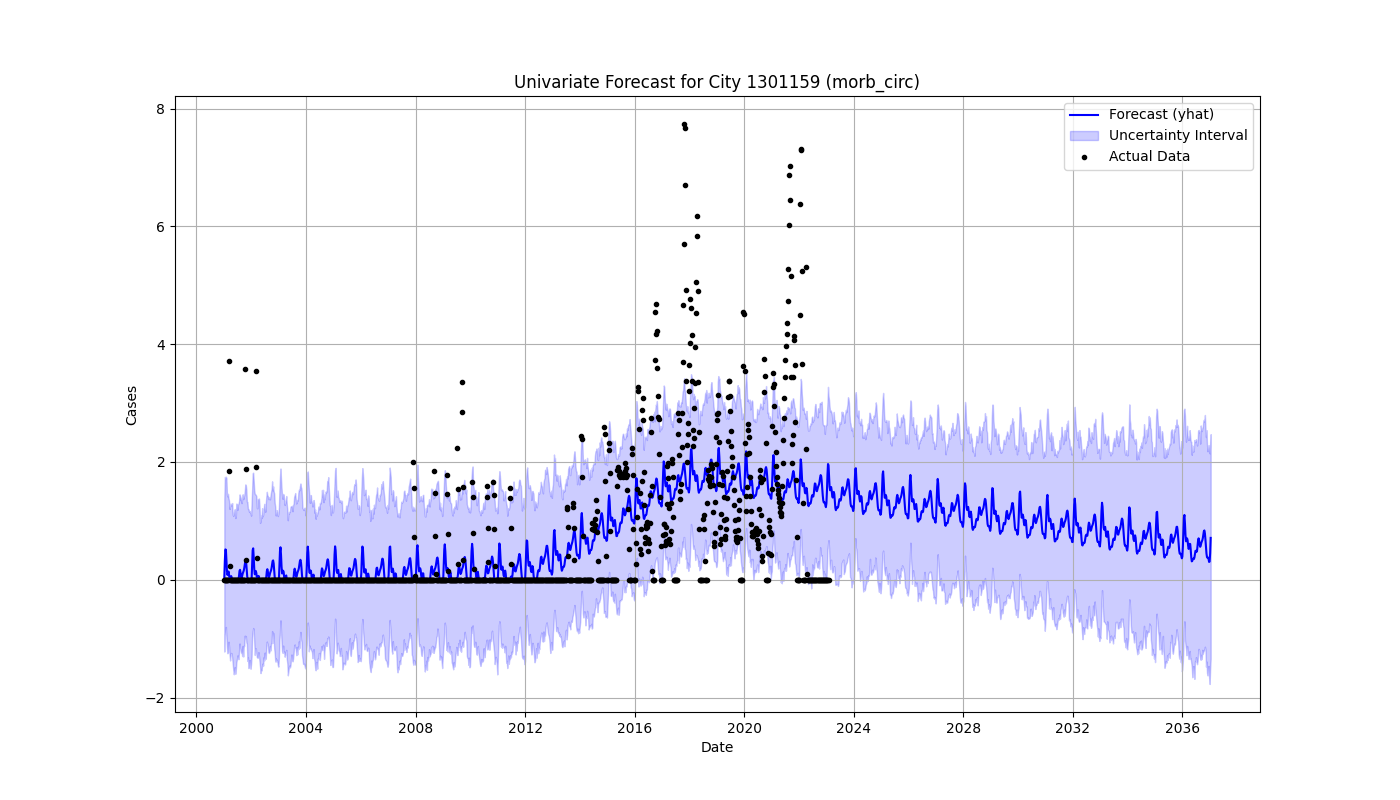 Univariate Forecast for City 1301159 (morb_circ)
Forecast (yhat)
Uncertainty Interval
Actual Data
Cases
8
6
4
2
0
−2
2000 2004 2008 2012 2016 2020 2024 2028 2032 2036
Date